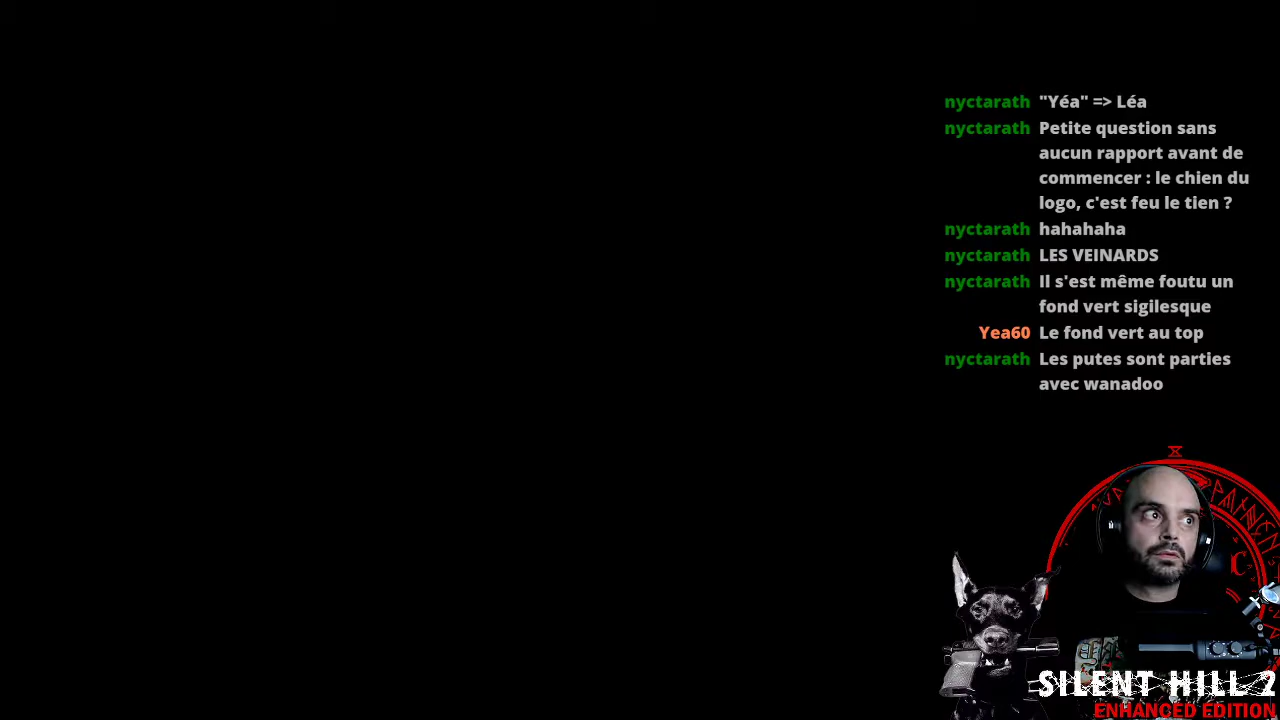 nyctarath "Yéa" => Léa
nyctarath Petite question sans
aucun rapport avant de
commencer : le chien du
logo, c'est feu le tien ?
nyctarath hahahaha
nyctarath LES VEINARDS
nyctarath Il s'est même foutu un
fond vert sigilesque
Yea60 Le fond vert au top
nyctarath Les putes sont parties
avec wanadoo
SILENT HILL 2
ENHANCED EDITION